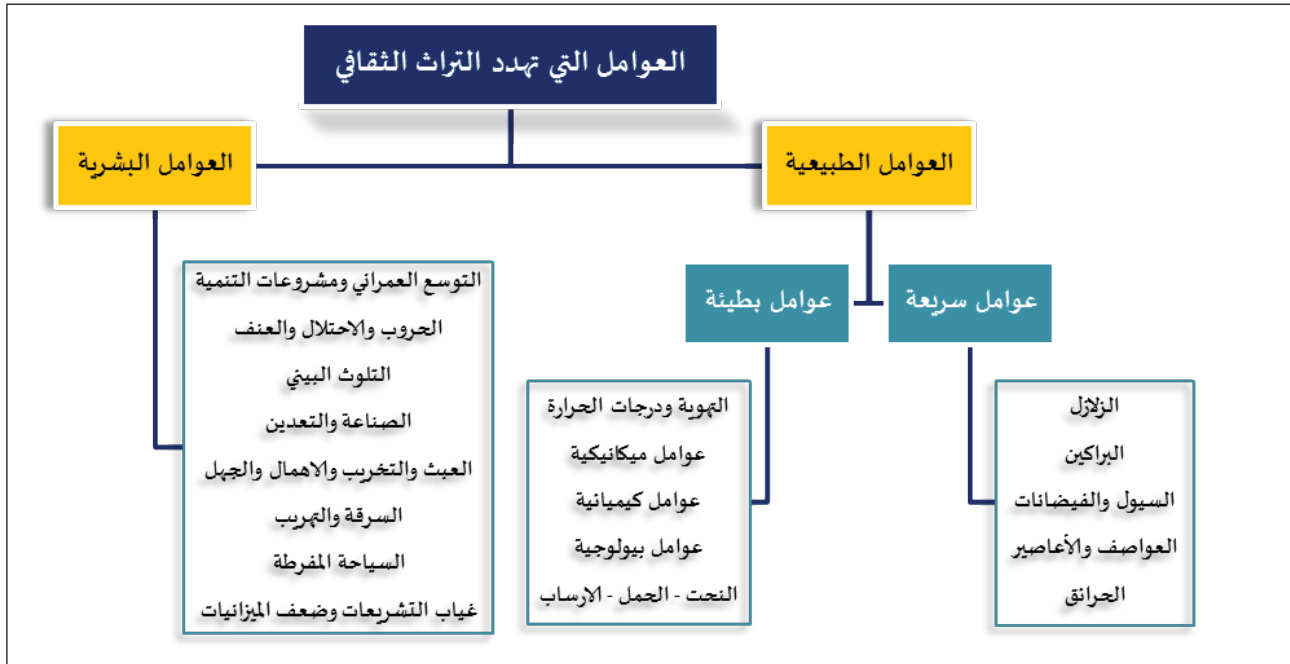 العوامل التي تهدد التراث الثقافي
العوامل الطبيعية
العوامل البشرية
عوامل سريعة
عوامل بطيئة
الزلازل
البراكين
السيول والفيضانات
العواصف والأعاصير
الحرائق
التهوية ودرجات الحرارة
عوامل ميكانيكية
عوامل كيميائية
عوامل بيولوجية
النحت - الحمل - الارساب
التوسع العمراني ومشروعات التنمية
الحروب والاحتلال والعنف
التلوث البيئي
الصناعة والتعدين
العبث والتخريب والاهمال والجهل
السرقة والتهريب
السياحة المفرطة
غياب التشريعات وضعف الميزانيات